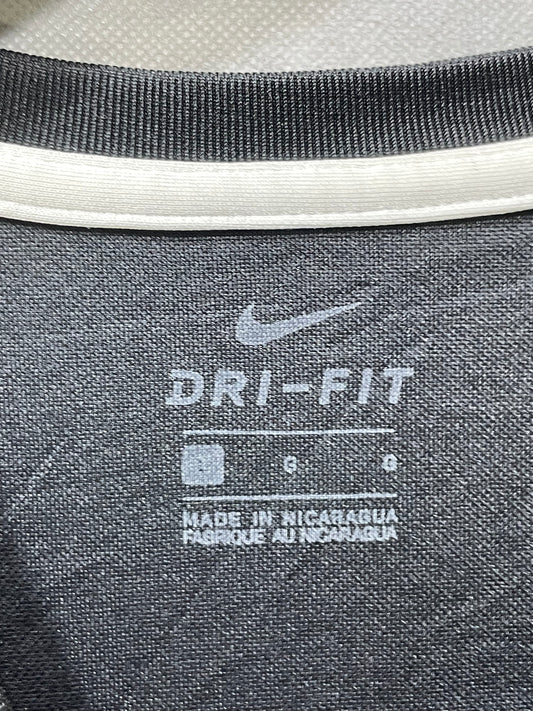 DRI-FIT
L G G
MADE IN NICARAGUA
FABRIQUE AU NICARAGUA